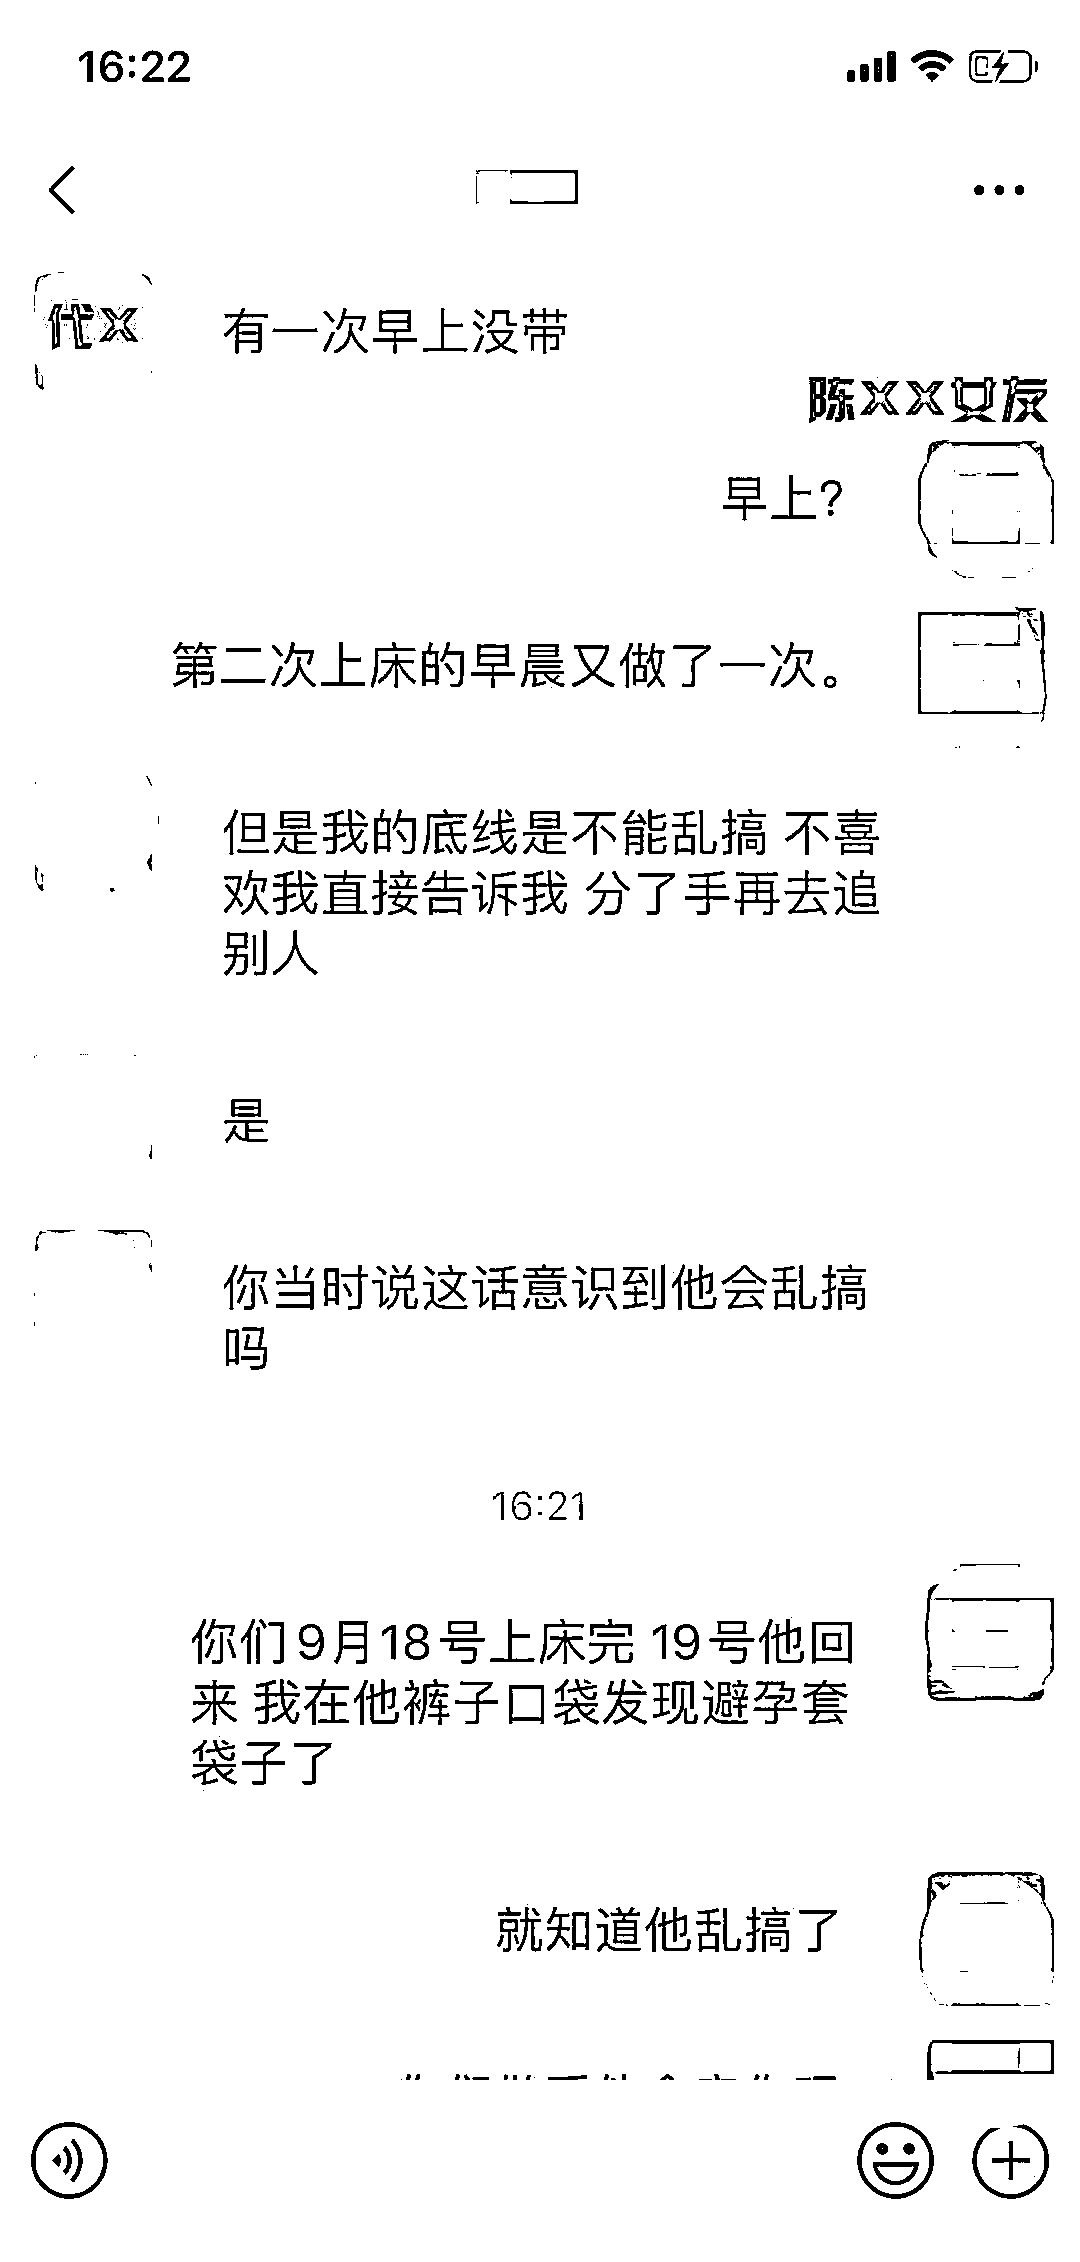 16:22
代X
有一次早上没带
陈XX女友
早上?
第二次上床的早晨又做了一次。
但是我的底线是不能乱搞 不喜
欢我直接告诉我 分了手再去追
别人
是
你当时说这话意识到他会乱搞
吗
16:21
你们9月18号上床完 19号他回
来 我在他裤子口袋发现避孕套
袋子了
就知道他乱搞了